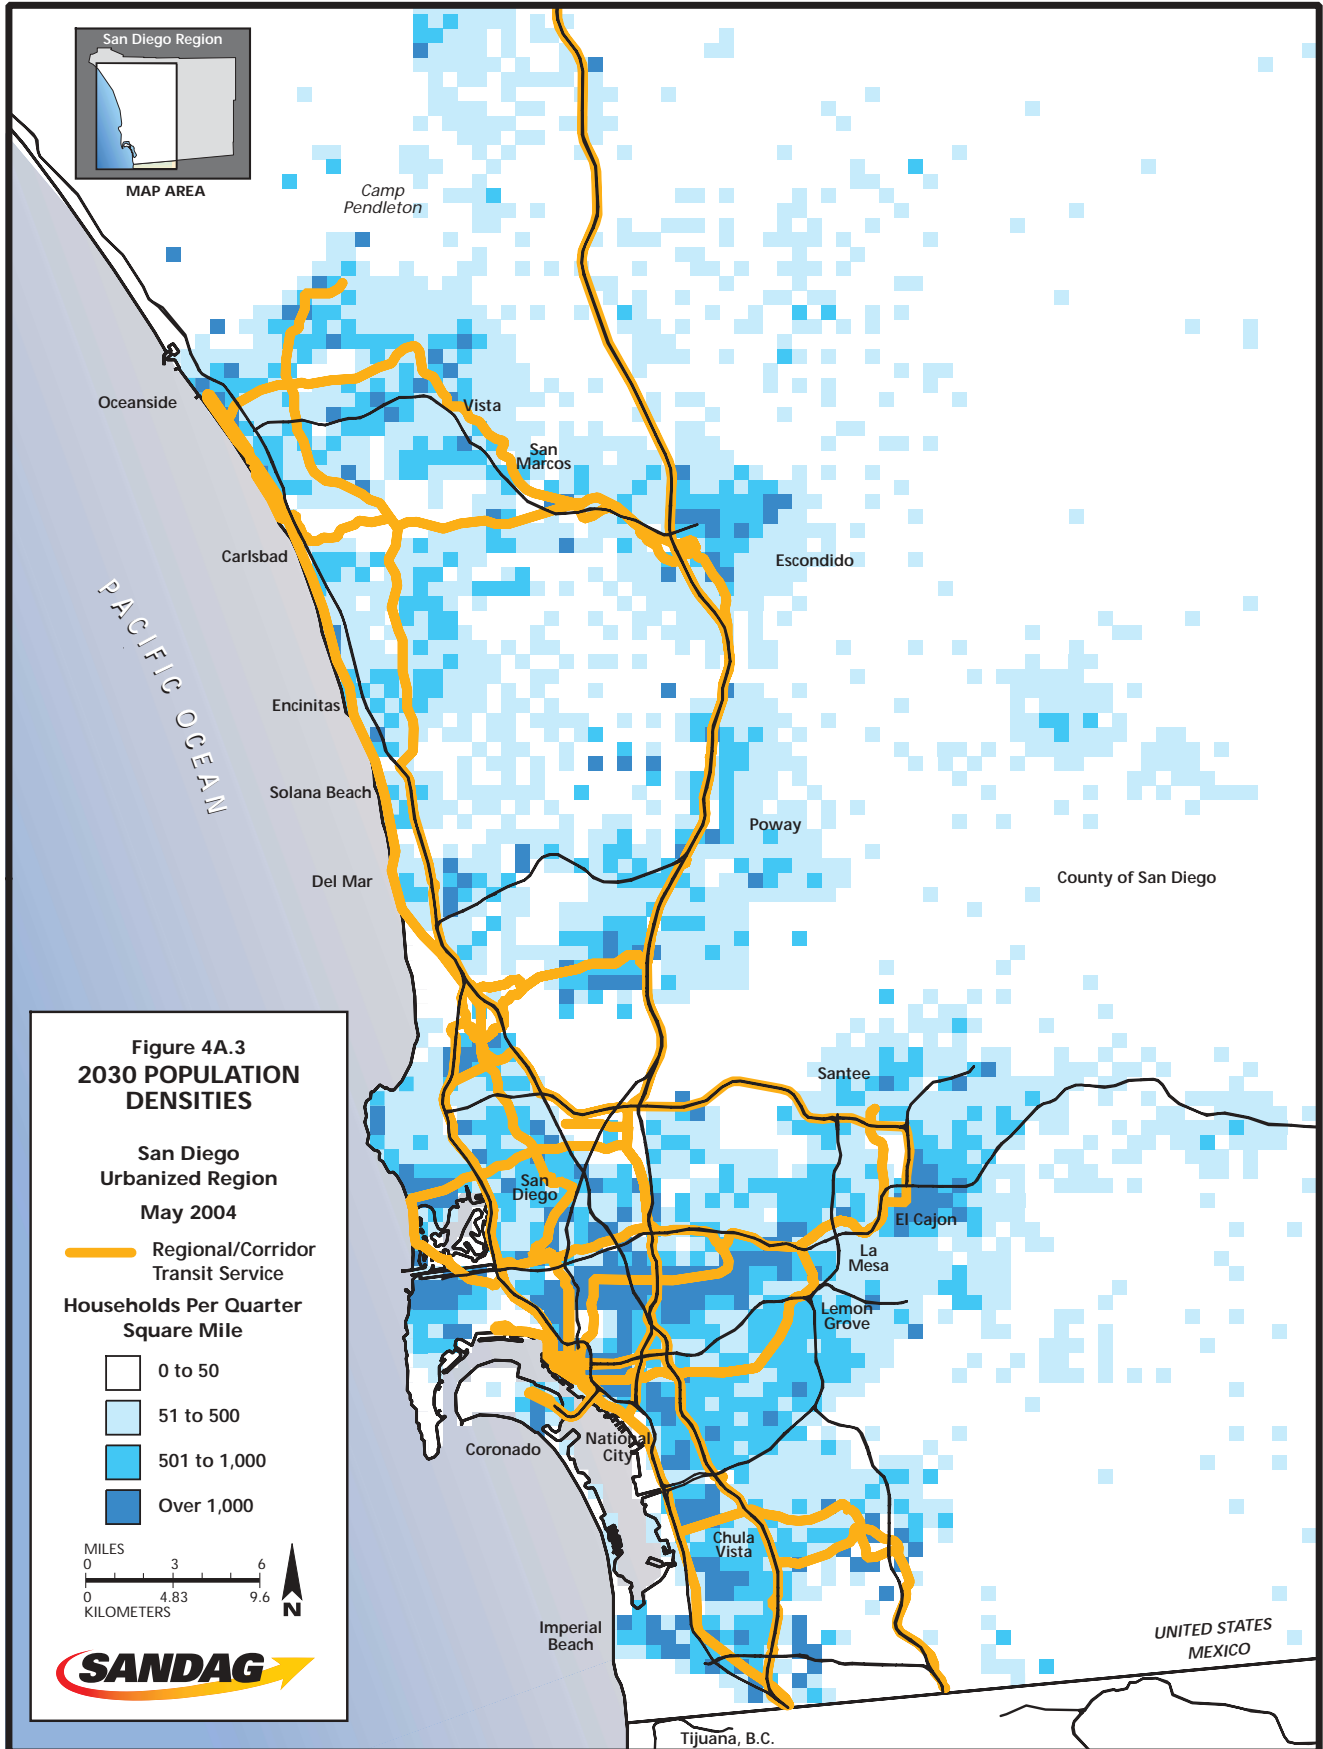 San Diego Region
MAP AREA
Camp
Pendleton
Oceanside
Vista
San
Marcos
Carlsbad
Escondido
PACIFIC OCEAN
Encinitas
Solana Beach
Poway
Del Mar
County of San Diego
Santee
San
Diego
El Cajon
La
Mesa
Lemon
Grove
Coronado
National
City
Chula
Vista
Imperial
Beach
UNITED STATES
MEXICO
Tijuana, B.C.
Figure 4A.3
2030 POPULATION
DENSITIES
San Diego
Urbanized Region
May 2004
Regional/Corridor
Transit Service
Households Per Quarter
Square Mile
0 to 50
51 to 500
501 to 1,000
Over 1,000
MILES
0 3 6
0 4.83 9.6
KILOMETERS
N
SANDAG